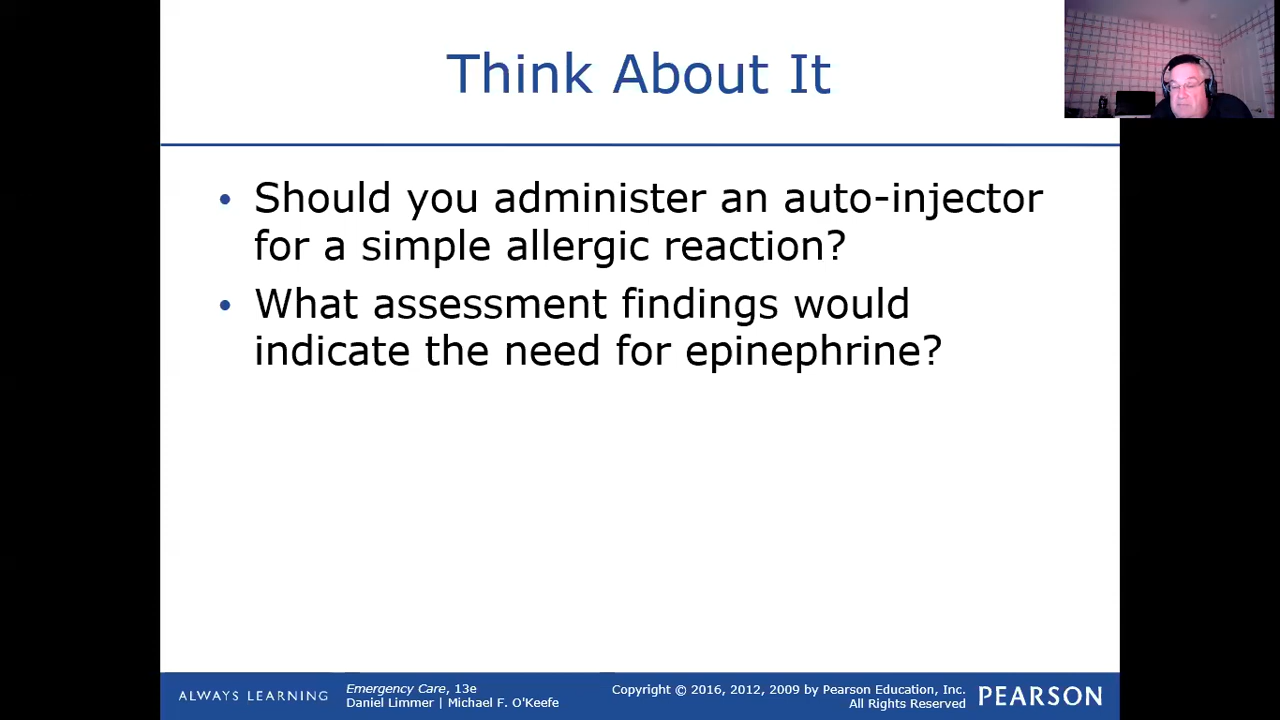 Think About It
• Should you administer an auto-injector
for a simple allergic reaction?
• What assessment findings would
indicate the need for epinephrine?
ALWAYS LEARNING
Emergency Care, 13e
Daniel Limmer | Michael F. O'Keefe
Copyright © 2016, 2012, 2009 by Pearson Education, Inc.
All Rights Reserved
PEARSON